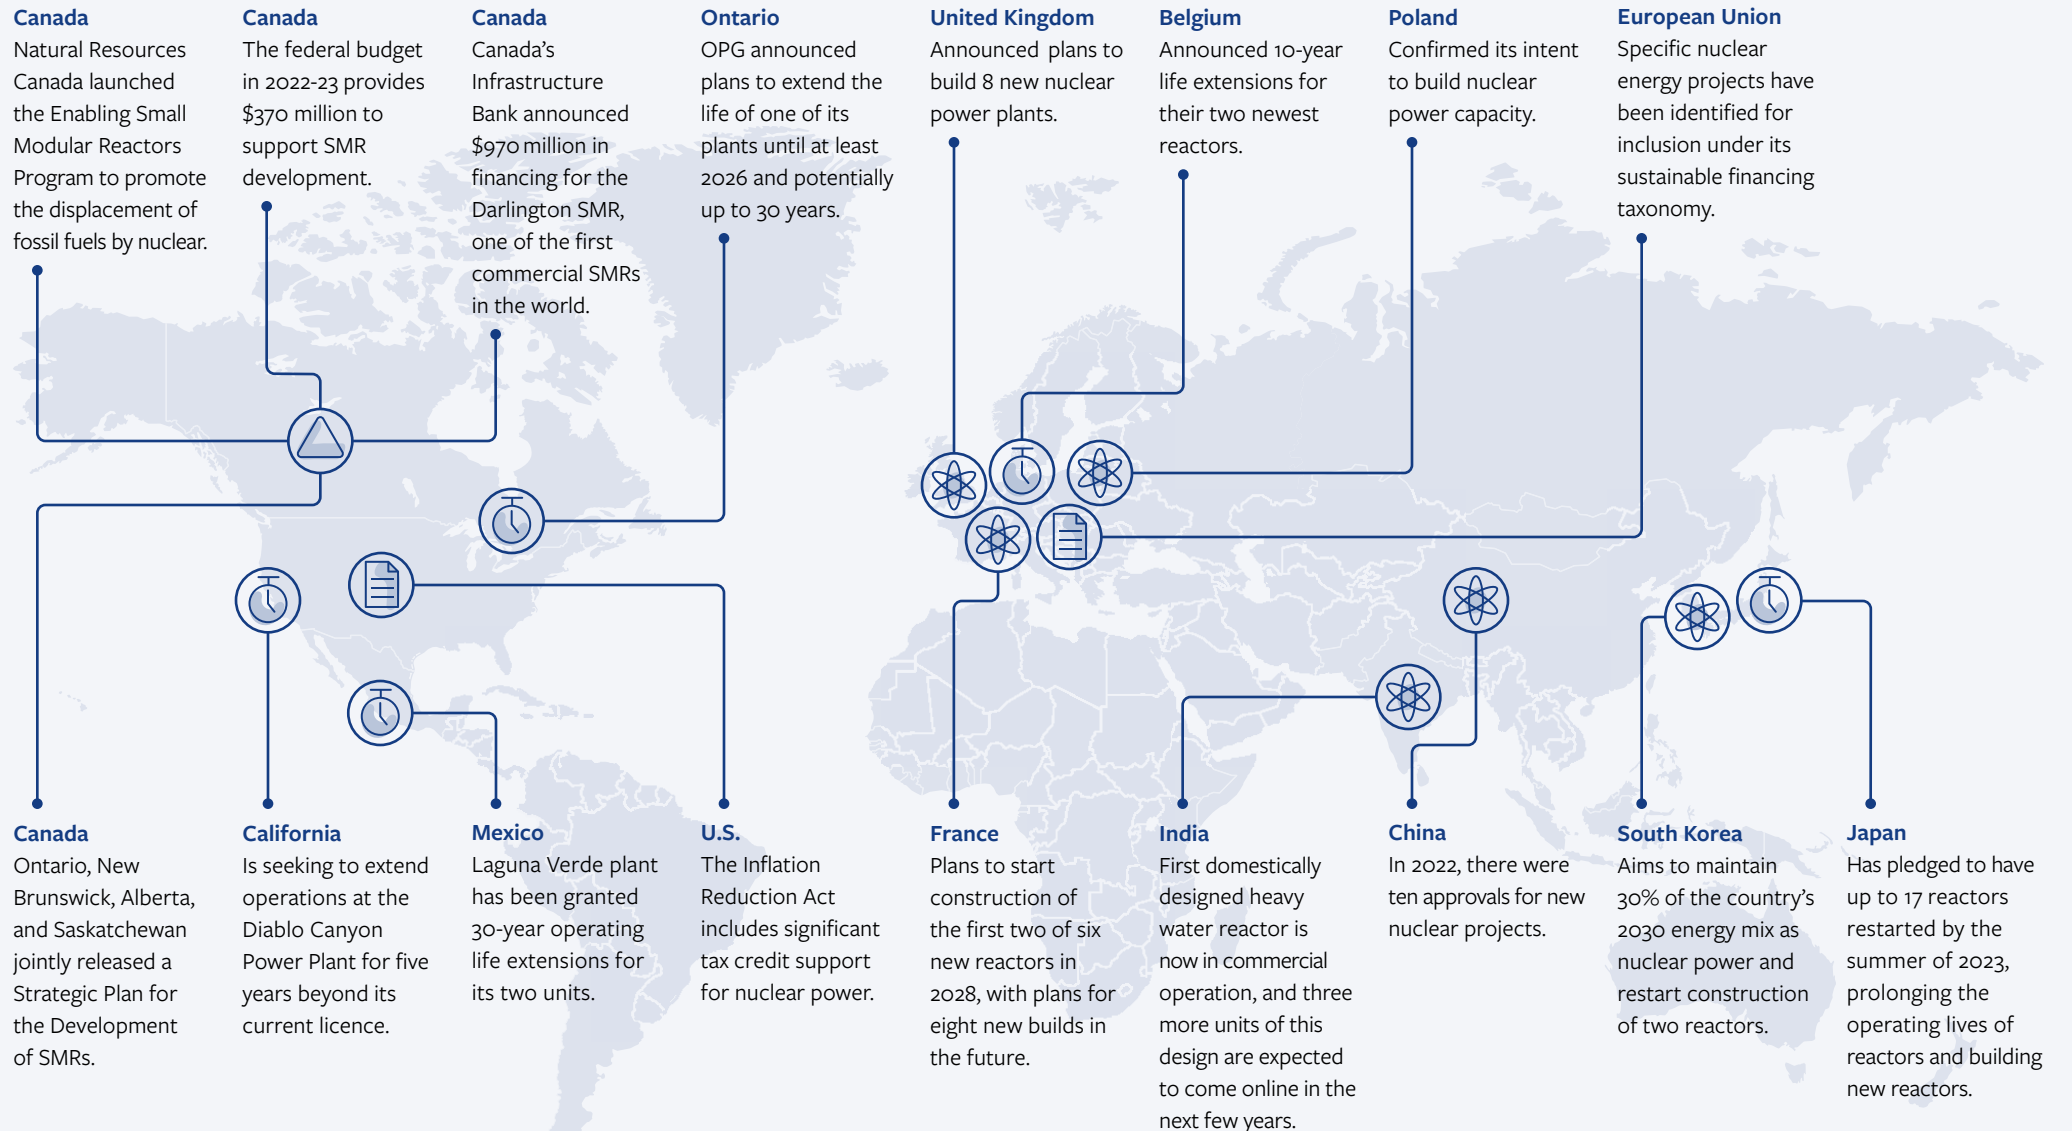 Canada
Natural Resources
Canada launched
the Enabling Small
Modular Reactors
Program to promote
the displacement of
fossil fuels by nuclear.
Canada
The federal budget
in 2022-23 provides
$370 million to
support SMR
development.
Canada
Canada's
Infrastructure
Bank announced
$970 million in
financing for the
Darlington SMR,
one of the first
commercial SMRs
in the world.
Ontario
OPG announced
plans to extend the
life of one of its
plants until at least
2026 and potentially
up to 30 years.
United Kingdom
Announced plans to
build 8 new nuclear
power plants.
Belgium
Announced 10-year
life extensions for
their two newest
reactors.
Poland
Confirmed its intent
to build nuclear
power capacity.
European Union
Specific nuclear
energy projects have
been identified for
inclusion under its
sustainable financing
taxonomy.
Canada
Ontario, New
Brunswick, Alberta,
and Saskatchewan
jointly released a
Strategic Plan for
the Development
of SMRs.
California
Is seeking to extend
operations at the
Diablo Canyon
Power Plant for five
years beyond its
current licence.
Mexico
Laguna Verde plant
has been granted
30-year operating
life extensions for
its two units.
U.S.
The Inflation
Reduction Act
includes significant
tax credit support
for nuclear power.
France
Plans to start
construction of
the first two of six
new reactors in
2028, with plans for
eight new builds in
the future.
India
First domestically
designed heavy
water reactor is
now in commercial
operation, and three
more units of this
design are expected
to come online in the
next few years.
China
In 2022, there were
ten approvals for new
nuclear projects.
South Korea
Aims to maintain
30% of the country's
2030 energy mix as
nuclear power and
restart construction
of two reactors.
Japan
Has pledged to have
up to 17 reactors
restarted by the
summer of 2023,
prolonging the
operating lives of
reactors and building
new reactors.